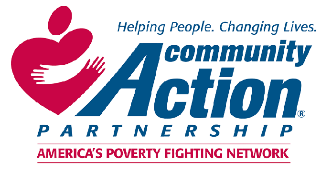 Helping People. Changing Lives.
community
Action®
PARTNERSHIP
AMERICA'S POVERTY FIGHTING NETWORK